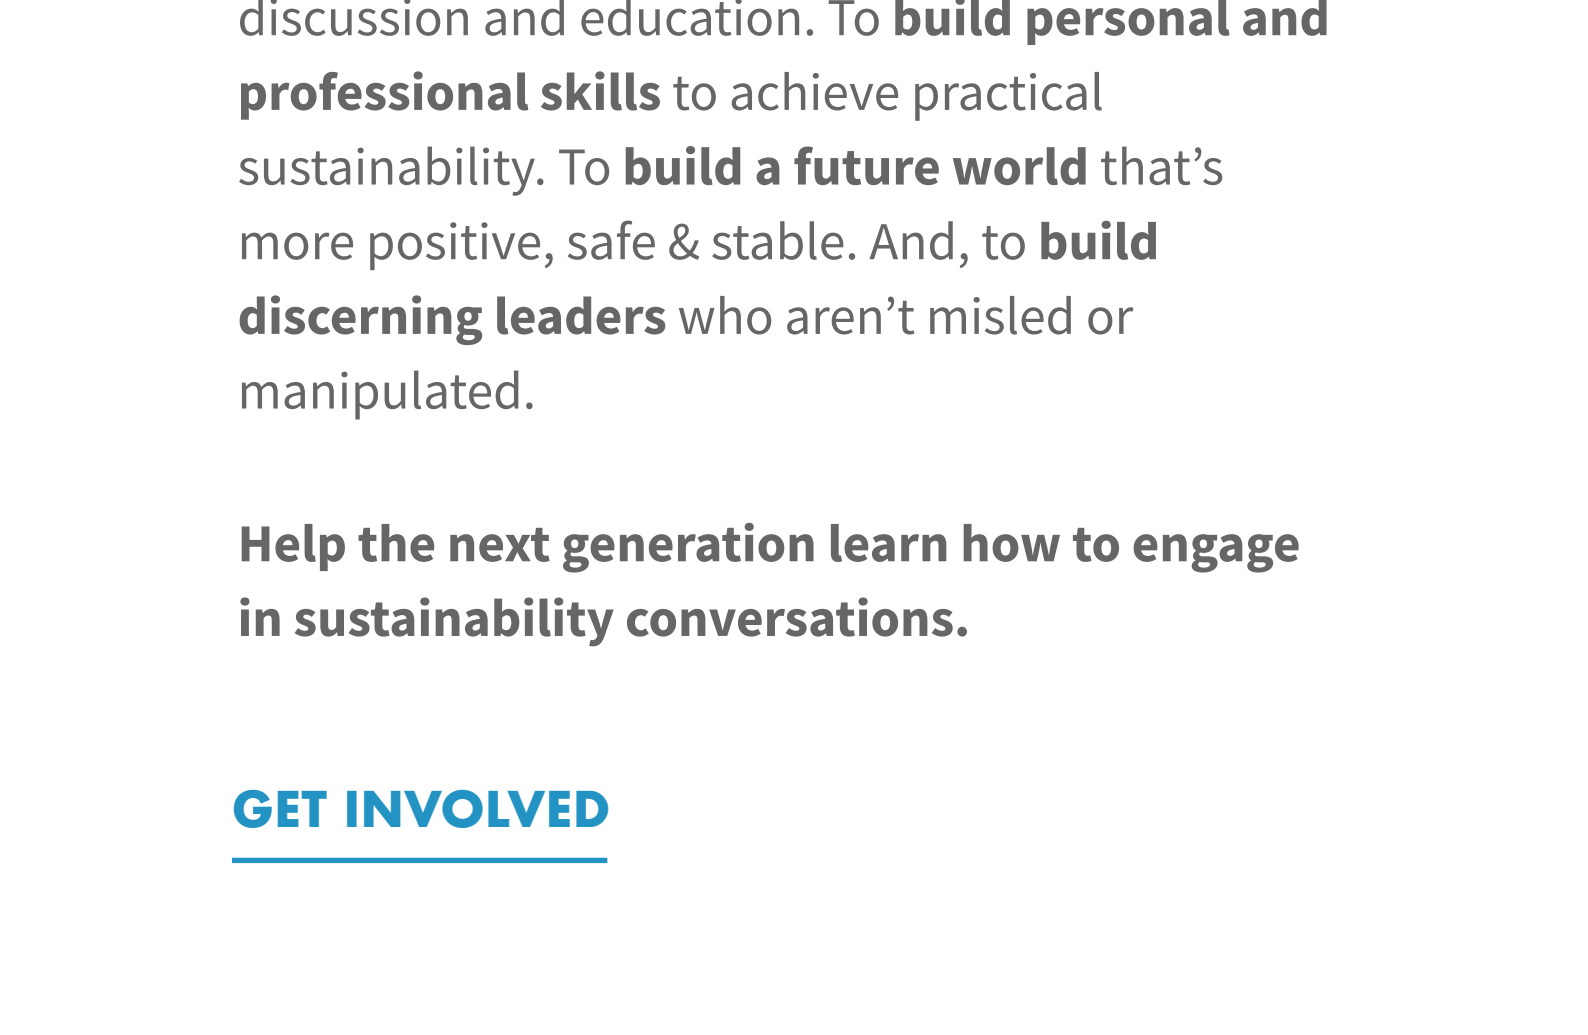 discussion and education. To build personal and
professional skills to achieve practical
sustainability. To build a future world that’s
more positive, safe & stable. And, to build
discerning leaders who aren’t misled or
manipulated.
Help the next generation learn how to engage
in sustainability conversations.
GET INVOLVED